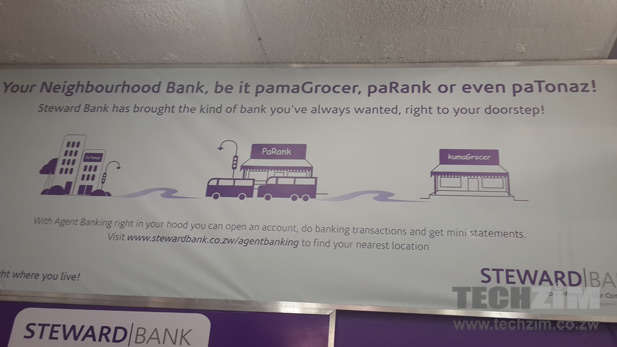 Your Neighbourhood Bank, be it pamaGrocer, paRank or even paTonaz!
Steward Bank has brought the kind of bank you've always wanted, right to your doorstep!
PaTonaz
PaRank
kumaGrocer
With Agent Banking right in your hood you can open an account, do banking transactions and get mini statements.
Visit www.stewardbank.co.zw/agentbanking to find your nearest location
where you live!
STEWARD|BA
TECHZIM
www.techzim.co.zw
STEWARD|BANK